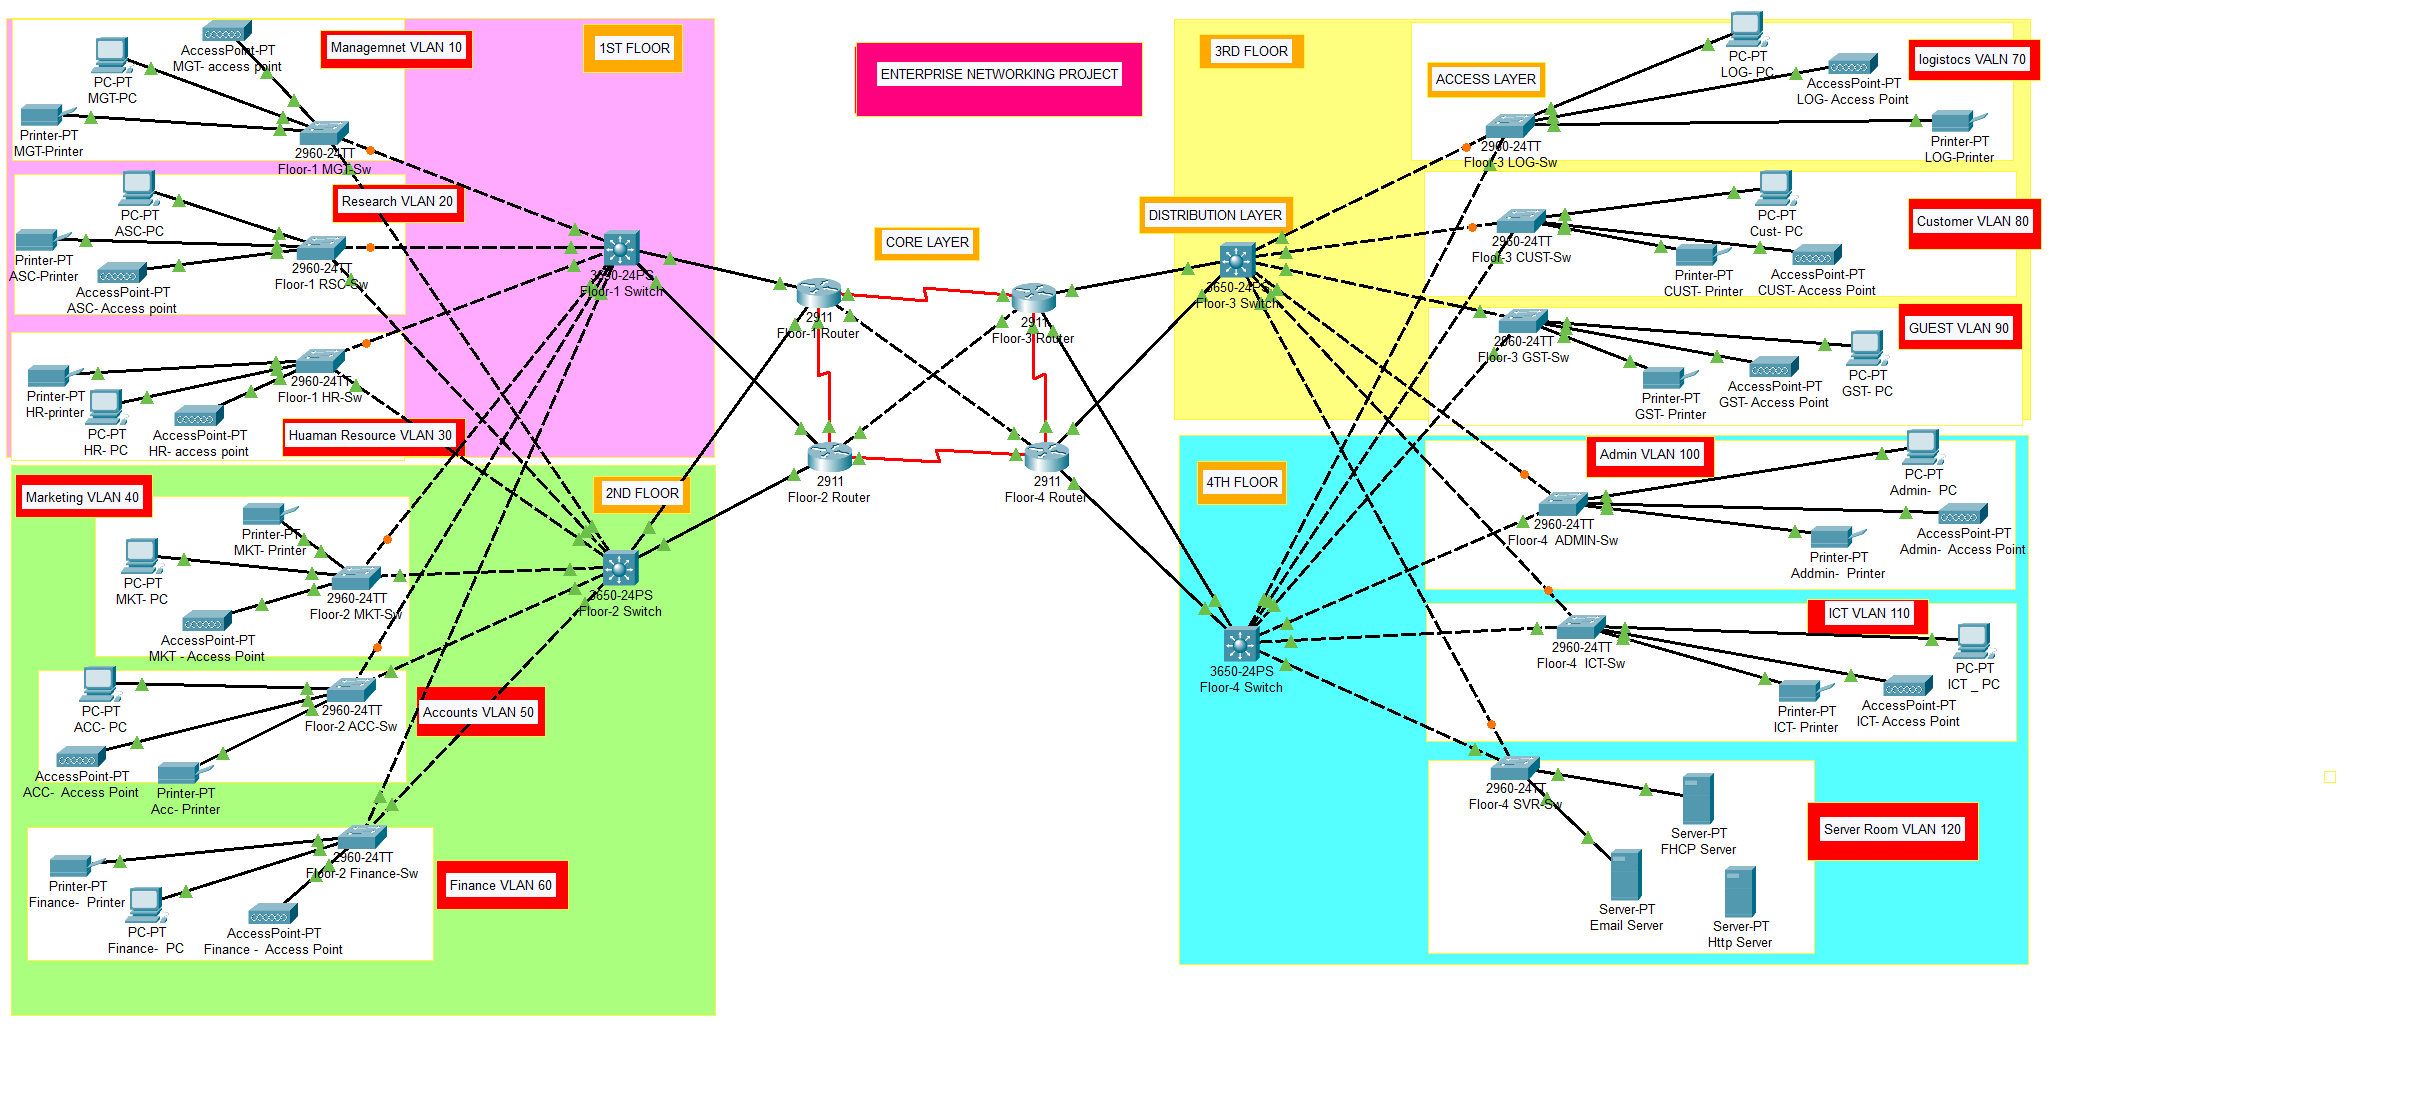 ENTERPRISE NETWORKING PROJECT
1ST FLOOR
Managemnet VLAN 10
AccessPoint-PT
MGT- access point
PC-PT
MGT-PC
Printer-PT
MGT-Printer
2960-24TT
Floor-1 MGT-Sw
Research VLAN 20
PC-PT
ASC-PC
Printer-PT
ASC-Printer
AccessPoint-PT
ASC- Access point
2960-24TT
Floor-1 RSC-Sw
3650-24PS
Floor-1 Switch
Printer-PT
HR-printer
PC-PT
HR- PC
AccessPoint-PT
HR- access point
2960-24TT
Floor-1 HR-Sw
Huaman Resource VLAN 30
2ND FLOOR
Marketing VLAN 40
Printer-PT
MKT- Printer
PC-PT
MKT- PC
AccessPoint-PT
MKT - Access Point
2960-24TT
Floor-2 MKT-Sw
3650-24PS
Floor-2 Switch
PC-PT
ACC- PC
AccessPoint-PT
ACC-  Access Point
Printer-PT
Acc- Printer
2960-24TT
Floor-2 ACC-Sw
Accounts VLAN 50
2960-24TT
Floor-2 Finance-Sw
Printer-PT
Finance-  Printer
PC-PT
Finance-  PC
AccessPoint-PT
Finance -  Access Point
Finance VLAN 60
CORE LAYER
2911
Floor-1 Router
2911
Floor-3 Router
2911
Floor-2 Router
2911
Floor-4 Router
3RD FLOOR
ACCESS LAYER
DISTRIBUTION LAYER
PC-PT
LOG- PC
AccessPoint-PT
LOG- Access Point
Printer-PT
LOG-Printer
logistocs VALN 70
2960-24TT
Floor-3 LOG-Sw
PC-PT
Cust- PC
Printer-PT
CUST- Printer
AccessPoint-PT
CUST- Access Point
Customer VLAN 80
2960-24TT
Floor-3 CUST-Sw
3650-24PS
Floor-3 Switch
GUEST VLAN 90
2960-24TT
Floor-3 GST-Sw
Printer-PT
GST- Printer
AccessPoint-PT
GST- Access Point
PC-PT
GST- PC
4TH FLOOR
Admin VLAN 100
PC-PT
Admin-  PC
AccessPoint-PT
Admin-  Access Point
Printer-PT
Addmin-  Printer
2960-24TT
Floor-4  ADMIN-Sw
ICT VLAN 110
2960-24TT
Floor-4  ICT-Sw
PC-PT
ICT _ PC
AccessPoint-PT
ICT- Access Point
Printer-PT
ICT- Printer
3650-24PS
Floor-4 Switch
2960-24TT
Floor-4 SVR-Sw
Server-PT
FHCP Server
Server-PT
Email Server
Server-PT
Http Server
Server Room VLAN 120